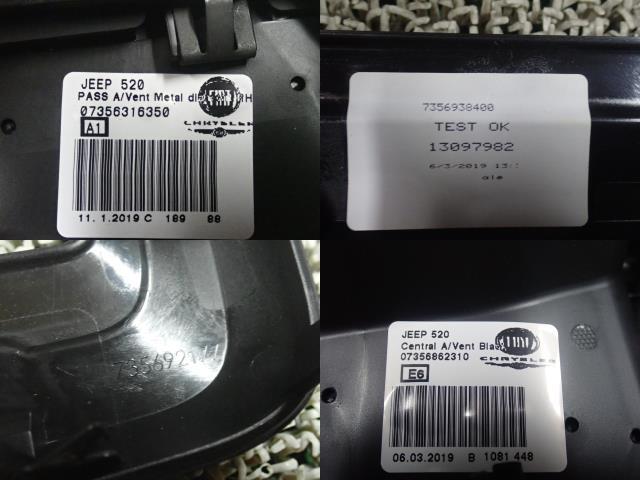 JEEP 520
PASS A/Vent Metal
07356316350
CHRYSLER
A1
11. 1.2019 C 189 88
7356938400
TEST OK
13097982
6/3/2019
ale
JEEP 520
Central A/Vent
07356862310
CHRYSLER
E6
06.03.2019 B 1081 448